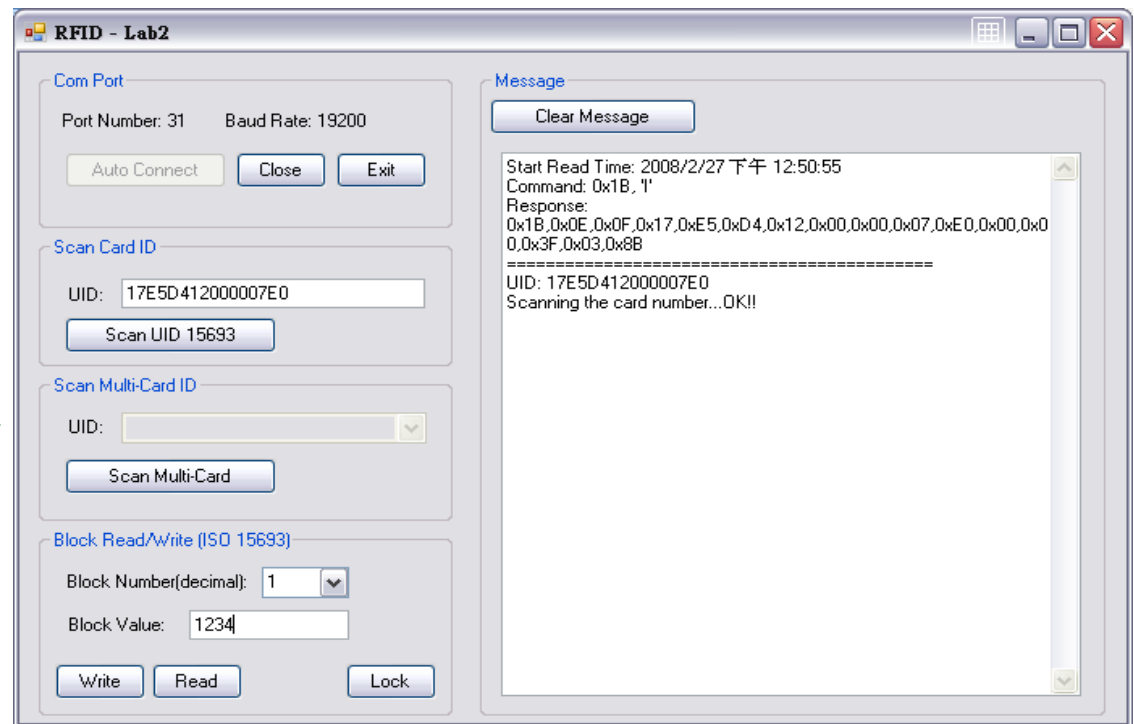 RFID - Lab2
Com Port
Port Number: 31 Baud Rate: 19200
Auto Connect Close Exit
Scan Card ID
UID: 17E5D412000007E0
Scan UID 15693
Scan Multi-Card ID
UID:
Scan Multi-Card
Block Read/Write (ISO 15693)
Block Number(decimal): 1
Block Value: 1234
Write Read Lock
Message
Clear Message
Start Read Time: 2008/2/27 下午 12:50:55
Command: 0x1B, 'I'
Response:
0x1B,0x0E,0x0F,0x17,0xE5,0xD4,0x12,0x00,0x00,0x07,0xE0,0x00,0x0
0,0x3F,0x03,0x8B
===========================================
UID: 17E5D412000007E0
Scanning the card number...OK!!